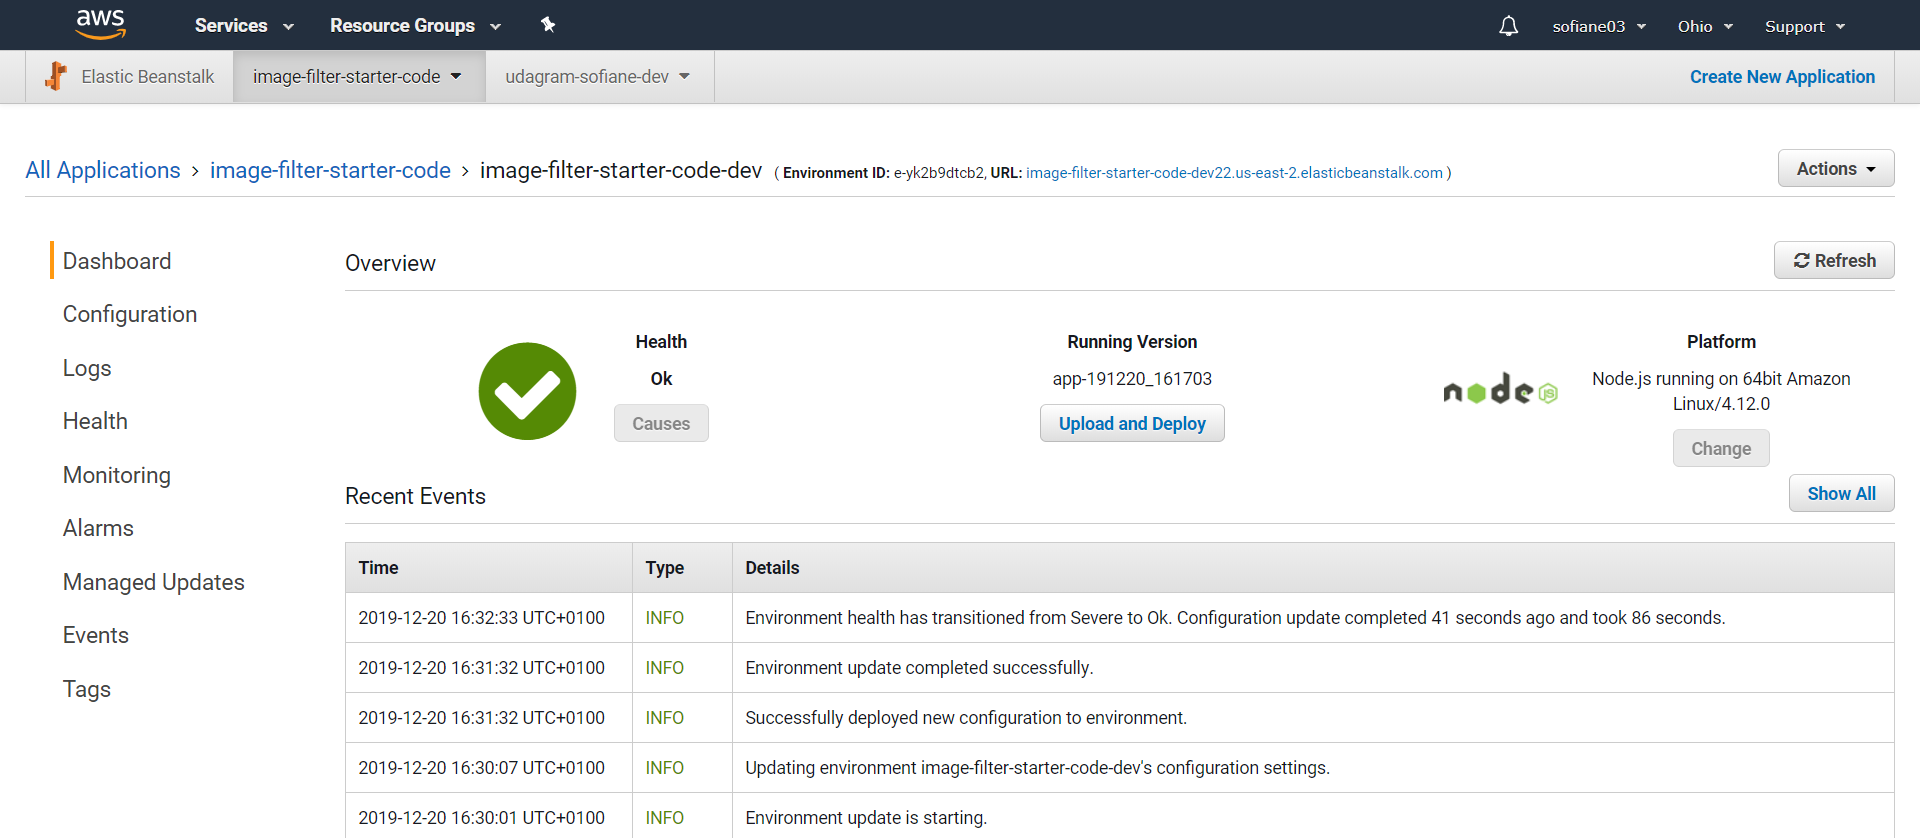 aws Services Resource Groups sofiane03 Ohio Support
Elastic Beanstalk image-filter-starter-code udagram-sofiane-dev Create New Application
All Applications > image-filter-starter-code > image-filter-starter-code-dev ( Environment ID: e-yk2b9dtcb2, URL: image-filter-starter-code-dev22.us-east-2.elasticbeanstalk.com ) Actions
Dashboard
Configuration
Logs
Health
Monitoring
Alarms
Managed Updates
Events
Tags
Overview Refresh
Health
Ok
Causes
Running Version
app-191220_161703
Upload and Deploy
node JS
Platform
Node.js running on 64bit Amazon
Linux/4.12.0
Change
Recent Events Show All
Time Type Details
2019-12-20 16:32:33 UTC+0100 INFO Environment health has transitioned from Severe to Ok. Configuration update completed 41 seconds ago and took 86 seconds.
2019-12-20 16:31:32 UTC+0100 INFO Environment update completed successfully.
2019-12-20 16:31:32 UTC+0100 INFO Successfully deployed new configuration to environment.
2019-12-20 16:30:07 UTC+0100 INFO Updating environment image-filter-starter-code-dev's configuration settings.
2019-12-20 16:30:01 UTC+0100 INFO Environment update is starting.